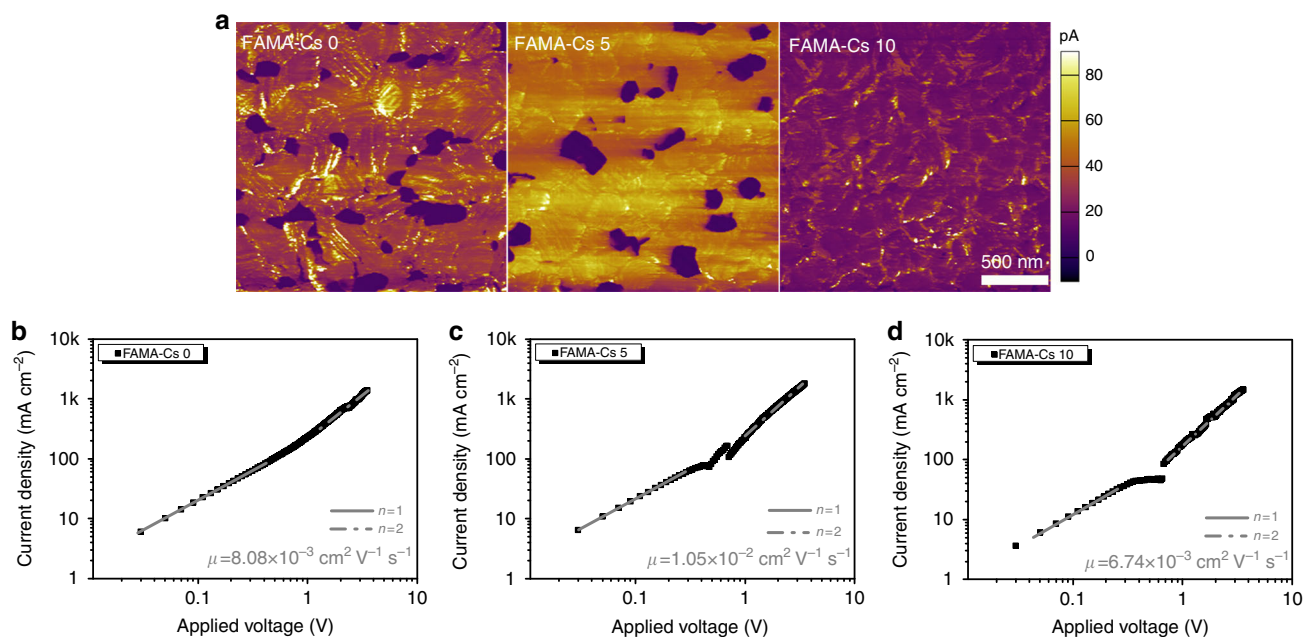 a
FAMA-Cs 0
FAMA-Cs 5
FAMA-Cs 10
500 nm
pA
80
60
40
20
0
b
10k
1k
100
10
1
Current density (mA cm⁻²)
FAMA-Cs 0
n=1
n=2
μ=8.08×10⁻³ cm² V⁻¹ s⁻¹
0.1
1
10
Applied voltage (V)
c
10k
1k
100
10
1
Current density (mA cm⁻²)
FAMA-Cs 5
n=1
n=2
μ=1.05×10⁻² cm² V⁻¹ s⁻¹
0.1
1
10
Applied voltage (V)
d
10k
1k
100
10
1
Current density (mA cm⁻²)
FAMA-Cs 10
n=1
n=2
μ=6.74×10⁻³ cm² V⁻¹ s⁻¹
0.1
1
10
Applied voltage (V)